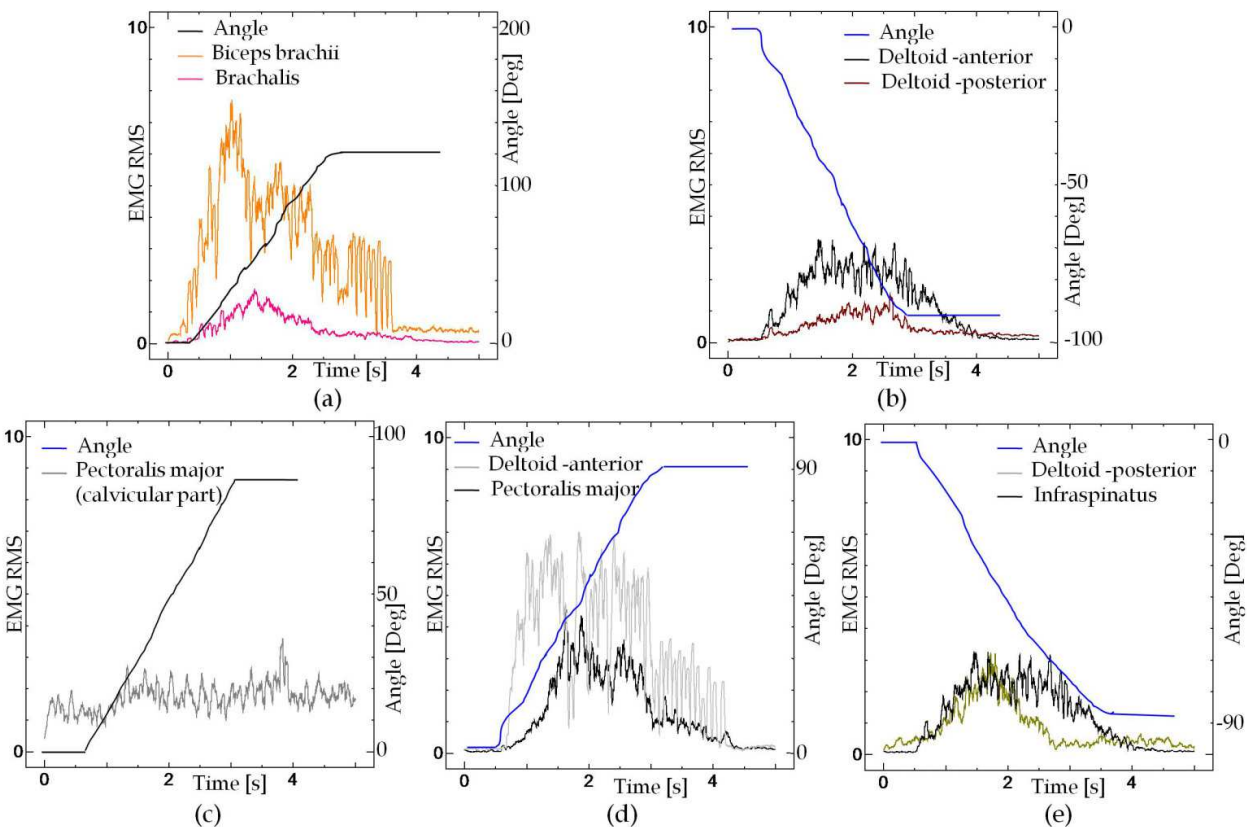 10
EMG RMS
0
Angle
Biceps brachii
Brachalis
200
Angle [Deg]
100
0
0
2
4
Time [s]
(a)
10
EMG RMS
0
Angle
Deltoid -anterior
Deltoid -posterior
0
-50
Angle [Deg]
-100
0
2
4
Time [s]
(b)
10
EMG RMS
0
Angle
Pectoralis major
(calvicular part)
100
50
Angle [Deg]
0
0
2
4
Time [s]
(c)
10
EMG RMS
0
Angle
Deltoid -anterior
Pectoralis major
90
Angle [Deg]
0
0
2
4
Time [s]
(d)
10
EMG RMS
0
Angle
Deltoid -posterior
Infraspinatus
0
Angle [Deg]
-90
0
2
4
Time [s]
(e)